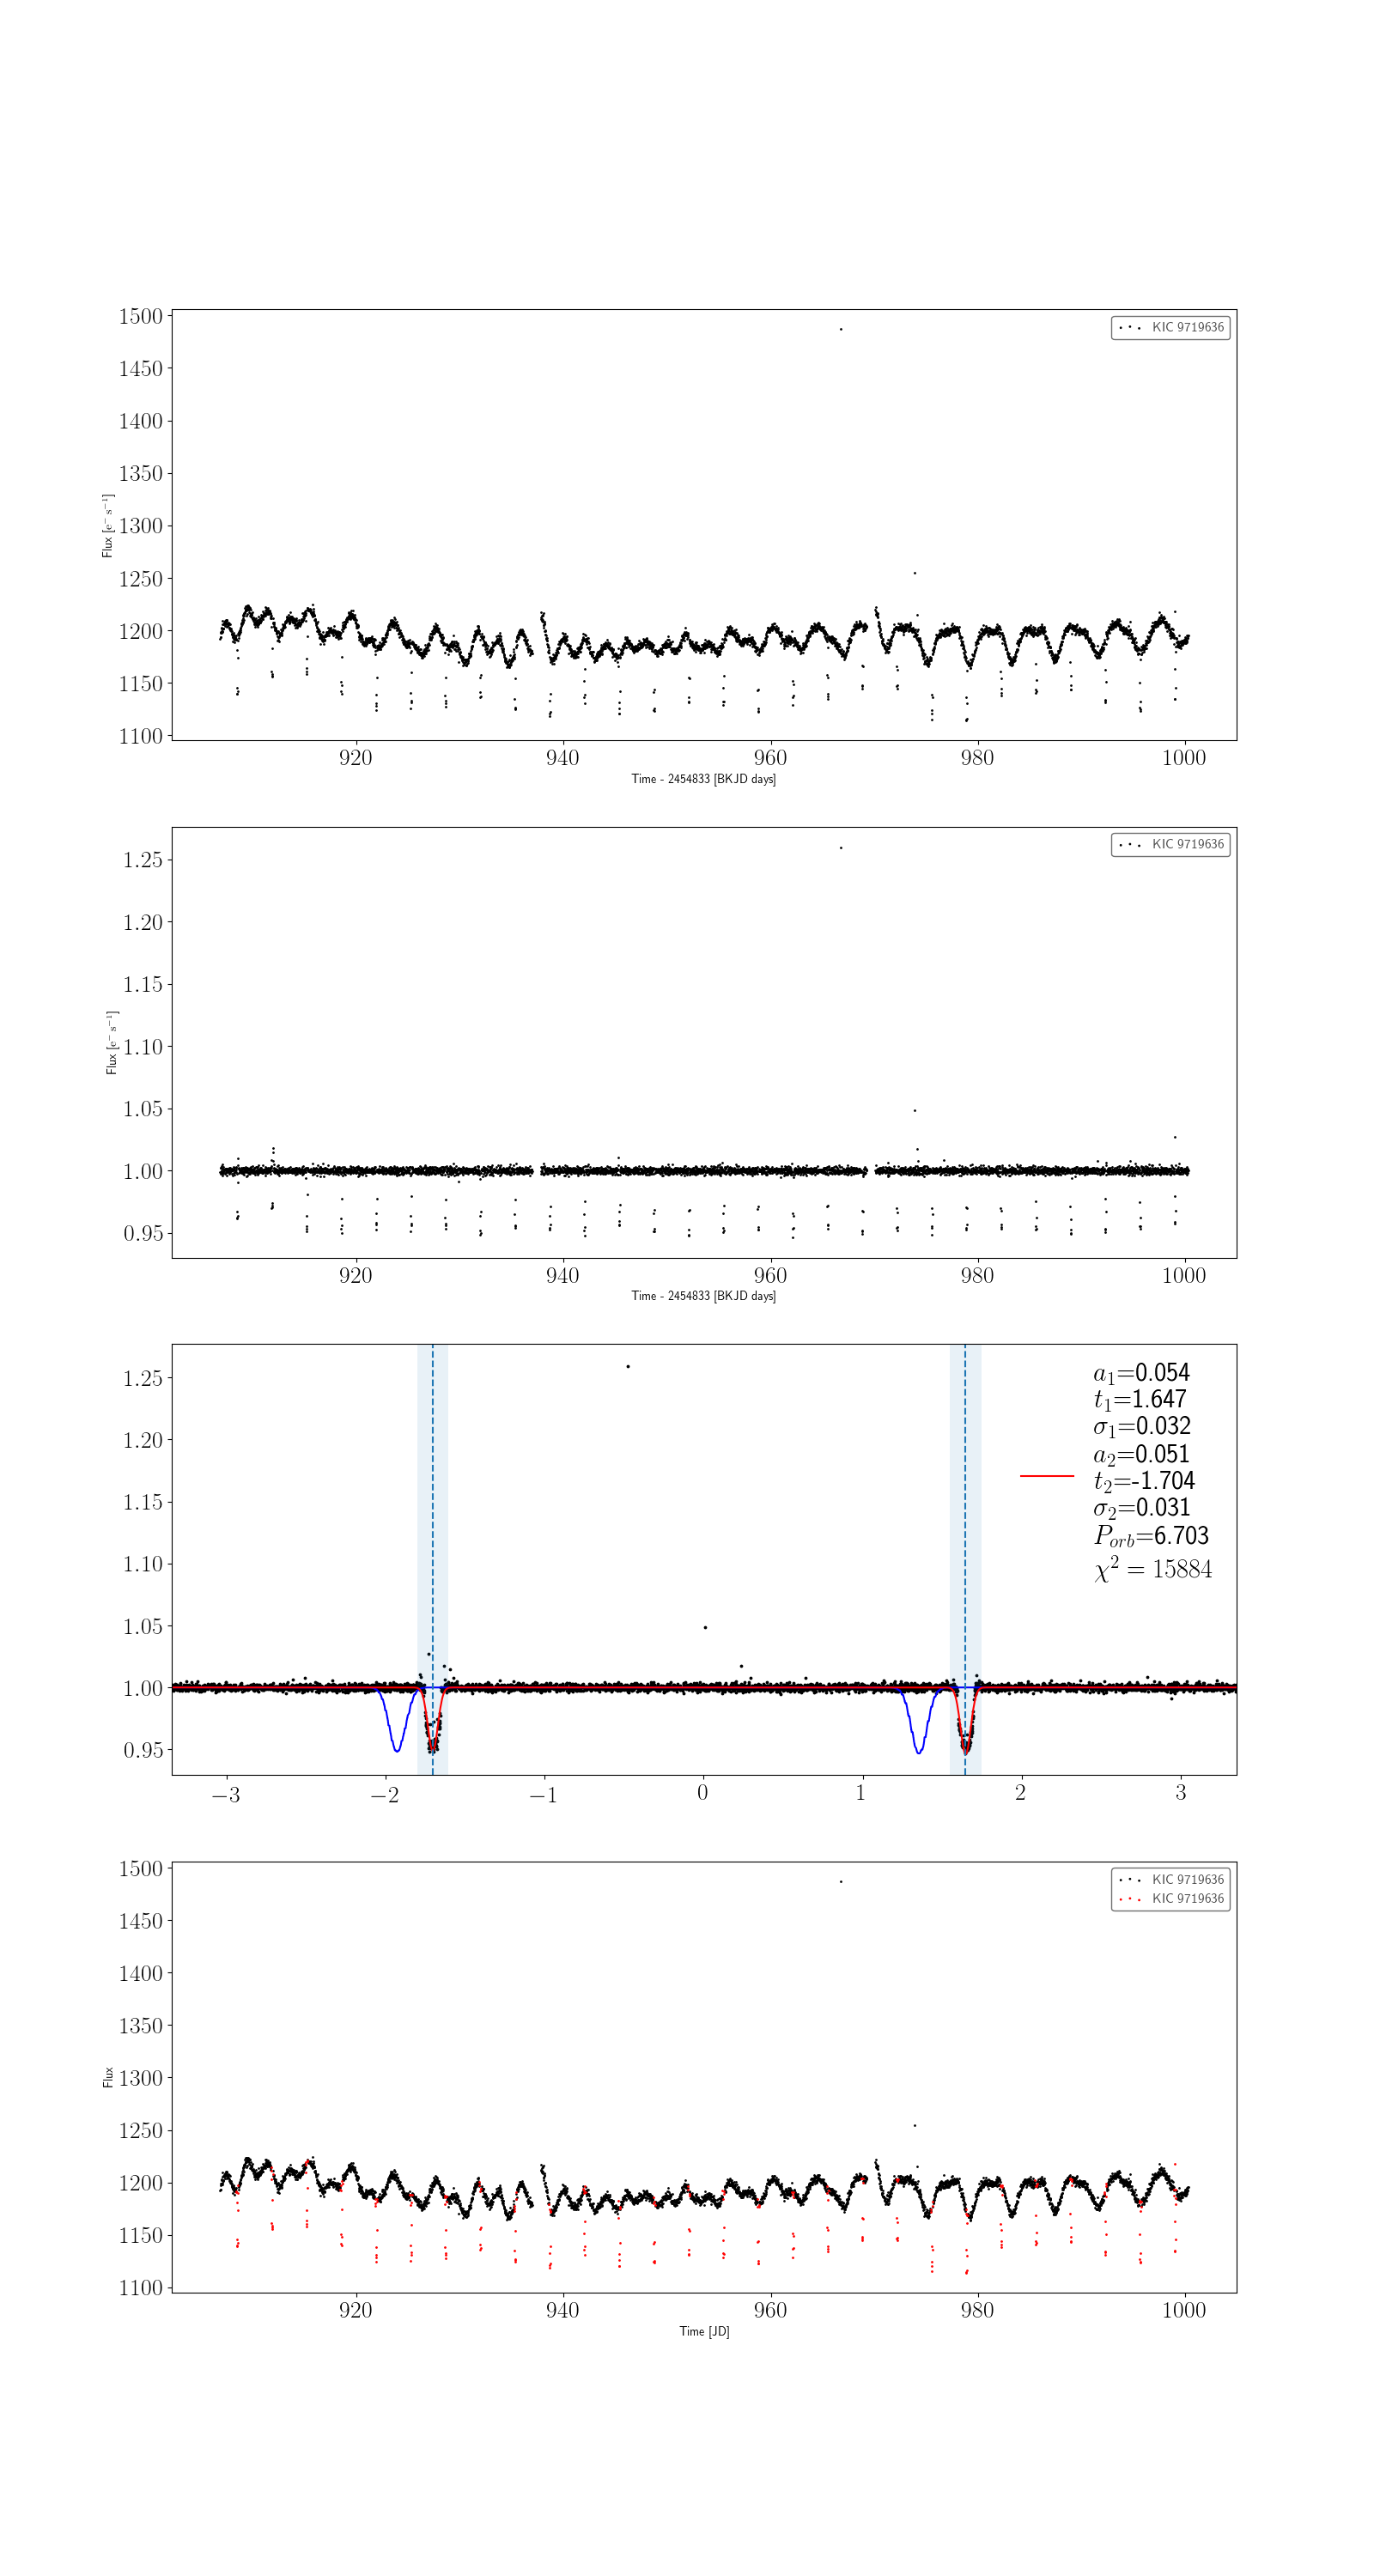 1500
1450
1400
1350
1300
1250
1200
1150
1100
Flux [e⁻ s⁻¹]
KIC 9719636
920 940 960 980 1000
Time - 2454833 [BKJD days]
1.25
1.20
1.15
1.10
1.05
1.00
0.95
Flux [e⁻ s⁻¹]
KIC 9719636
920 940 960 980 1000
Time - 2454833 [BKJD days]
1.25
1.20
1.15
1.10
1.05
1.00
0.95
a₁=0.054
t₁=1.647
σ₁=0.032
a₂=0.051
t₂=-1.704
σ₂=0.031
P_orb=6.703
χ² = 15884
−3 −2 −1 0 1 2 3
1500
1450
1400
1350
1300
1250
1200
1150
1100
Flux
KIC 9719636
KIC 9719636
920 940 960 980 1000
Time [JD]